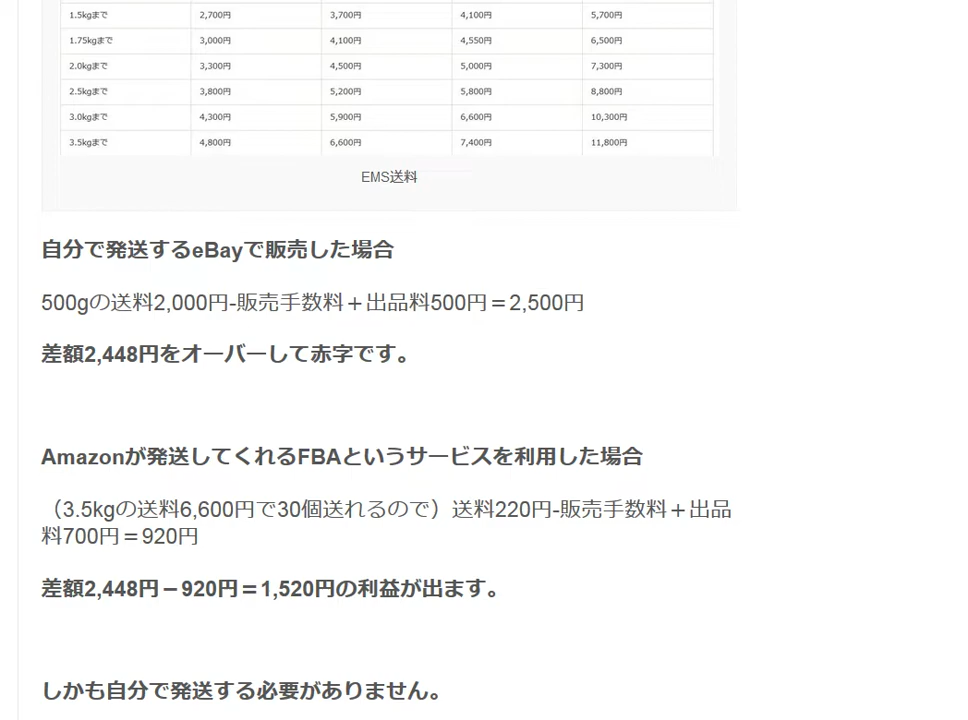 1.5kgまで 2,700円 3,700円 4,100円 5,700円
1.75kgまで 3,000円 4,100円 4,550円 6,500円
2.0kgまで 3,300円 4,500円 5,000円 7,300円
2.5kgまで 3,800円 5,200円 5,800円 8,800円
3.0kgまで 4,300円 5,900円 6,600円 10,300円
3.5kgまで 4,800円 6,600円 7,400円 11,800円
EMS送料
自分で発送するeBayで販売した場合
500gの送料2,000円-販売手数料＋出品料500円＝2,500円
差額2,448円をオーバーして赤字です。
Amazonが発送してくれるFBAというサービスを利用した場合
（3.5kgの送料6,600円で30個送れるので）送料220円-販売手数料＋出品
料700円＝920円
差額2,448円－920円＝1,520円の利益が出ます。
しかも自分で発送する必要がありません。